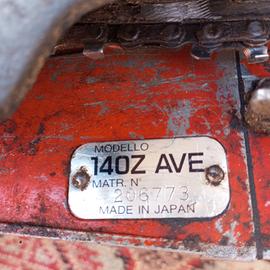 MODELLO
140Z AVE
MATR. N°
206773
MADE IN JAPAN